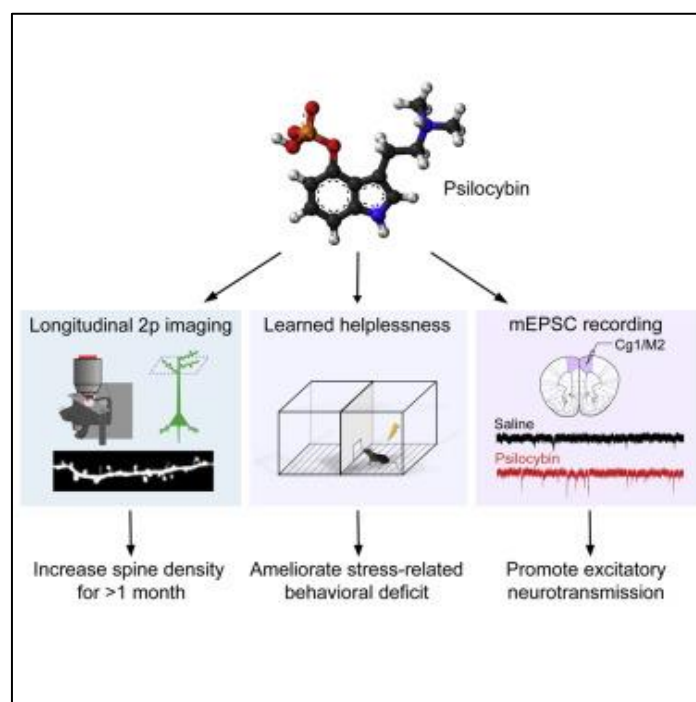 Psilocybin
Longitudinal 2p imaging
Learned helplessness
mEPSC recording
Cg1/M2
Saline
Psilocybin
Increase spine density
for >1 month
Ameliorate stress-related
behavioral deficit
Promote excitatory
neurotransmission